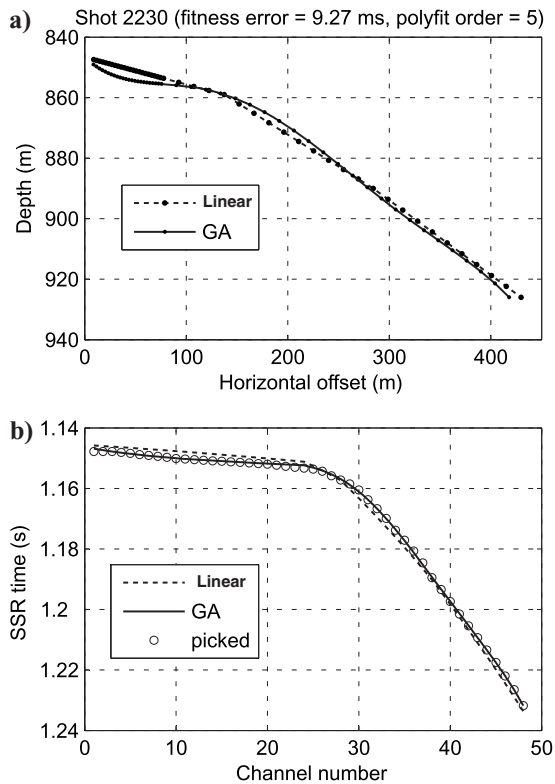 a) Shot 2230 (fitness error = 9.27 ms, polyfit order = 5)
840
860
880
900
920
940
Depth (m)
Linear
GA
0 100 200 300 400
Horizontal offset (m)
b)
1.14
1.16
1.18
1.2
1.22
1.24
SSR time (s)
Linear
GA
picked
0 10 20 30 40 50
Channel number